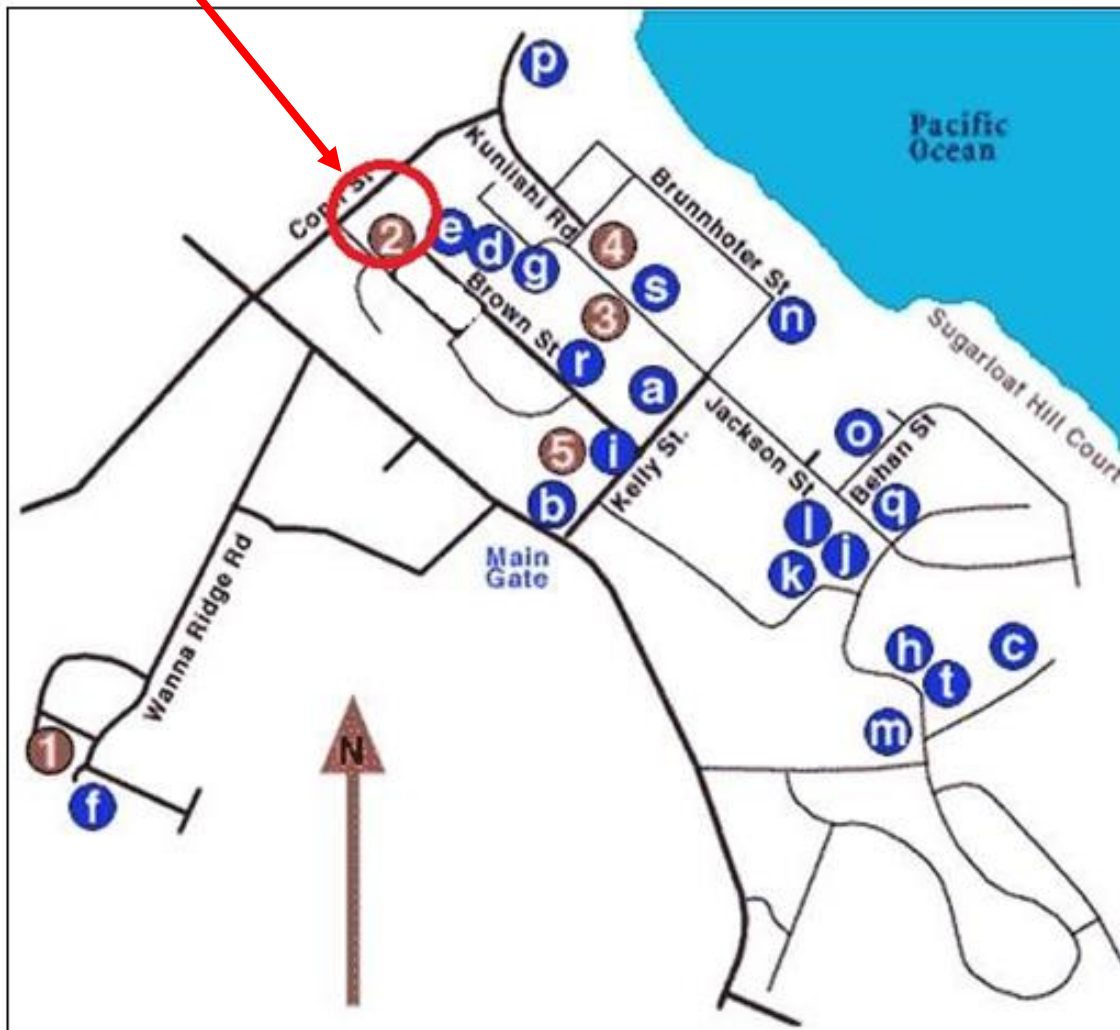 p
Pacific
Ocean
Kuniishi Rd
Brunnhofer St
2
e
d
g
4
s
3
n
Brown St
r
a
Sugarloaf Hill Court
Jackson St
o
Behan St
5
i
Kelly St.
b
l
q
j
k
Main
Gate
Wanna Ridge Rd
h
t
c
m
1
f
N